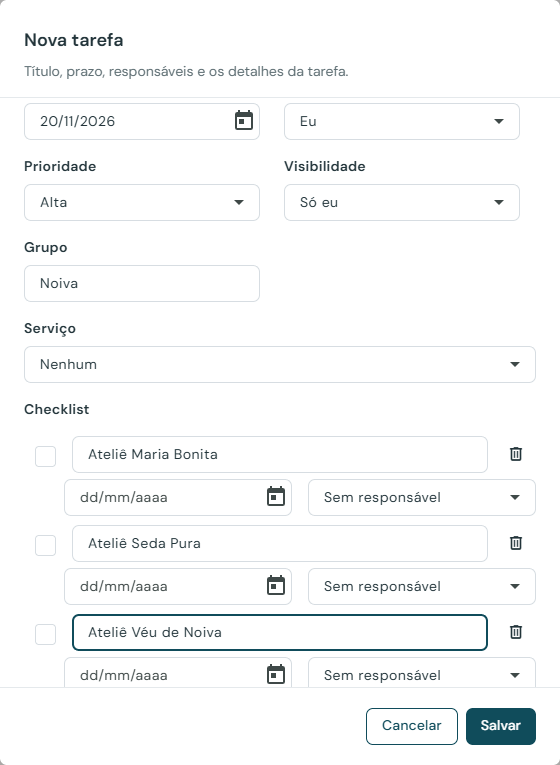 Nova tarefa
Título, prazo, responsáveis e os detalhes da tarefa.
20/11/2026 Eu
Prioridade Visibilidade
Alta Só eu
Grupo
Noiva
Serviço
Nenhum
Checklist
Ateliê Maria Bonita
dd/mm/aaaa Sem responsável
Ateliê Seda Pura
dd/mm/aaaa Sem responsável
Ateliê Véu de Noiva
dd/mm/aaaa Sem responsável
Cancelar Salvar